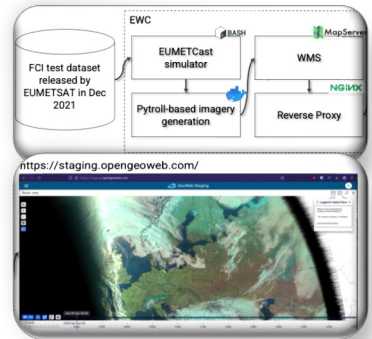 EWC
BASH
MapServer
FCI test dataset
released by
EUMETSAT in Dec
2021
EUMETCast
simulator
WMS
NGINX
Pytroll-based imagery
generation
Reverse Proxy
https://staging.opengeoweb.com/
GeoWeb Staging